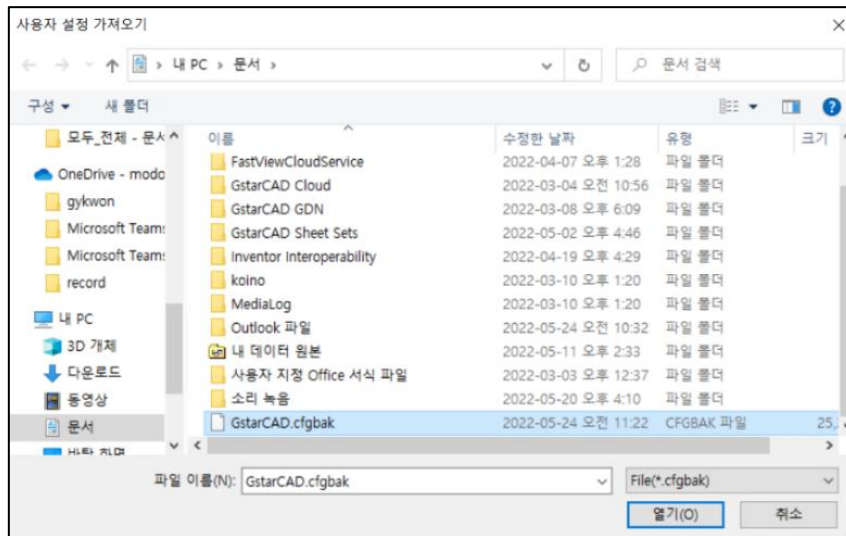 사용자 설정 가져오기
내 PC > 문서 >
문서 검색
구성
새 폴더
이름
수정한 날짜
유형
크기
모두_전체 - 문서
OneDrive - modo
gykwon
Microsoft Teams
Microsoft Teams
record
내 PC
3D 개체
다운로드
동영상
문서
바탕 화면
FastViewCloudService 2022-04-07 오후 1:28 파일 폴더
GstarCAD Cloud 2022-03-04 오전 10:56 파일 폴더
GstarCAD GDN 2022-03-08 오후 6:09 파일 폴더
GstarCAD Sheet Sets 2022-05-02 오후 4:46 파일 폴더
Inventor Interoperability 2022-04-19 오후 4:29 파일 폴더
koino 2022-03-10 오후 1:20 파일 폴더
MediaLog 2022-03-10 오후 1:20 파일 폴더
Outlook 파일 2022-05-24 오전 10:32 파일 폴더
내 데이터 원본 2022-05-11 오후 2:33 파일 폴더
사용자 지정 Office 서식 파일 2022-03-03 오후 12:37 파일 폴더
소리 녹음 2022-05-20 오후 4:10 파일 폴더
GstarCAD.cfgbak 2022-05-24 오전 11:22 CFGBAK 파일 25,
파일 이름(N): GstarCAD.cfgbak File(*.cfgbak)
열기(O) 취소